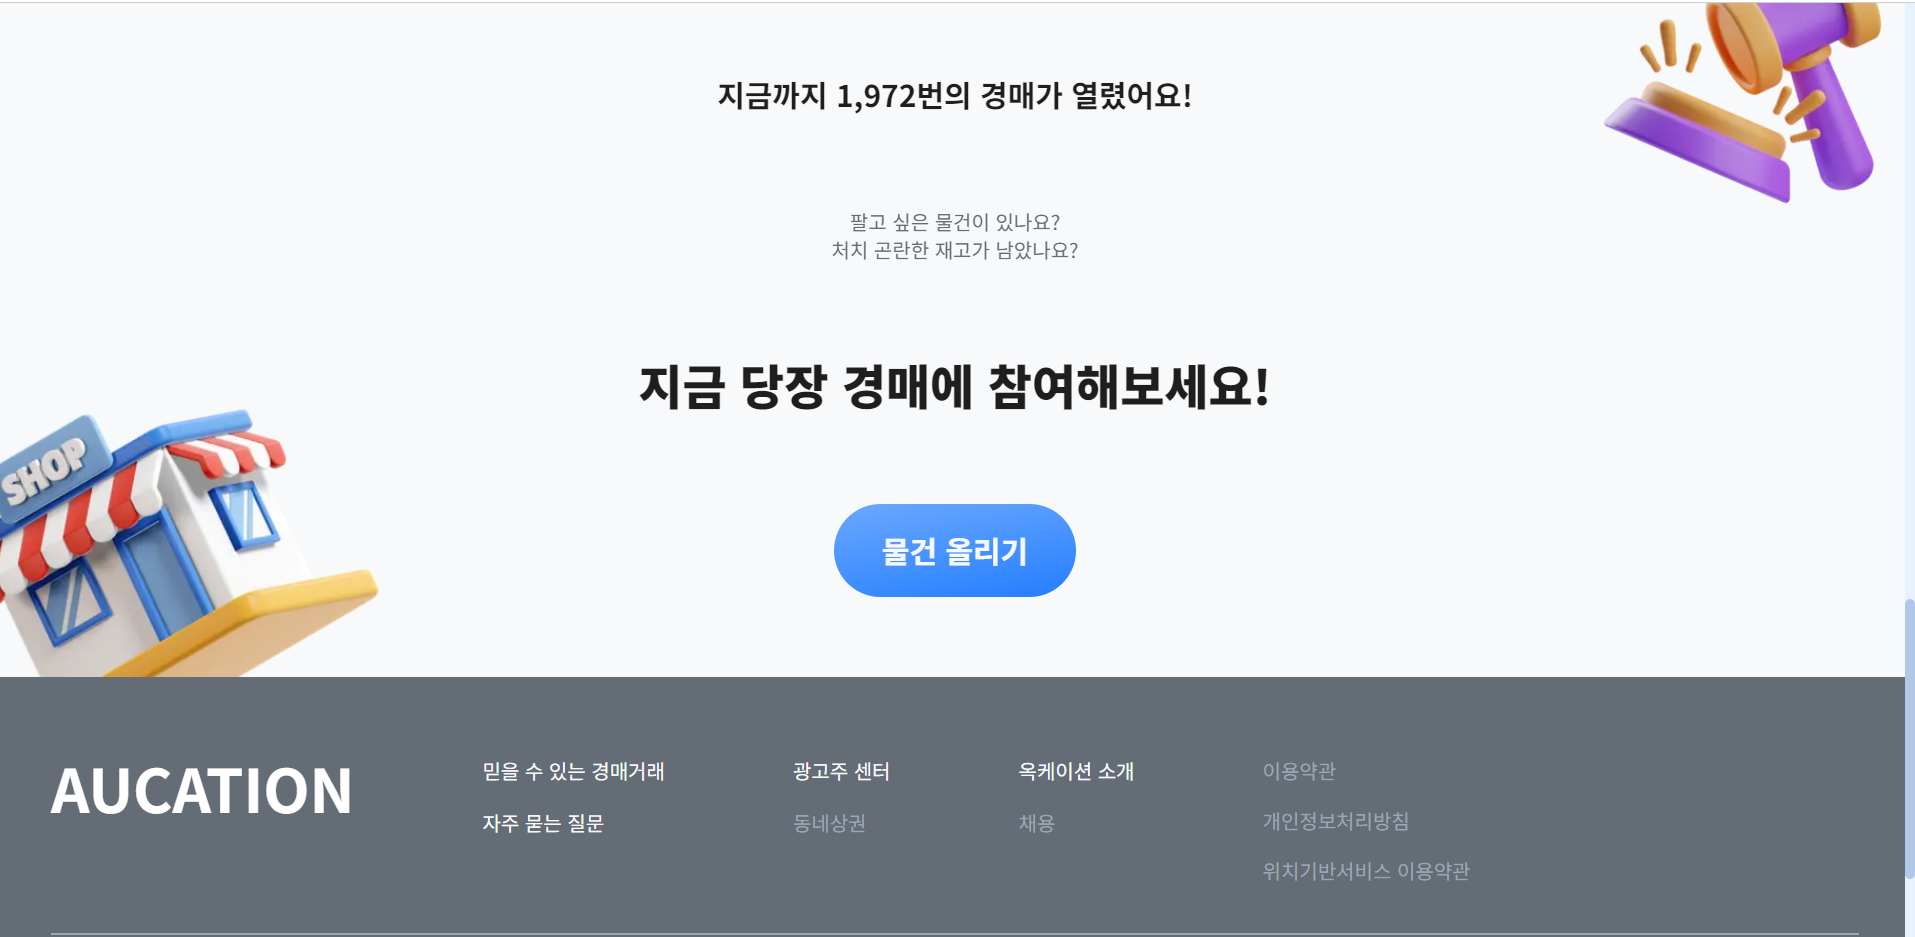 지금까지 1,972번의 경매가 열렸어요!
팔고 싶은 물건이 있나요?
처치 곤란한 재고가 남았나요?
지금 당장 경매에 참여해보세요!
SHOP
물건 올리기
AUCATION
믿을 수 있는 경매거래
자주 묻는 질문
광고주 센터
동네상권
옥케이션 소개
채용
이용약관
개인정보처리방침
위치기반서비스 이용약관